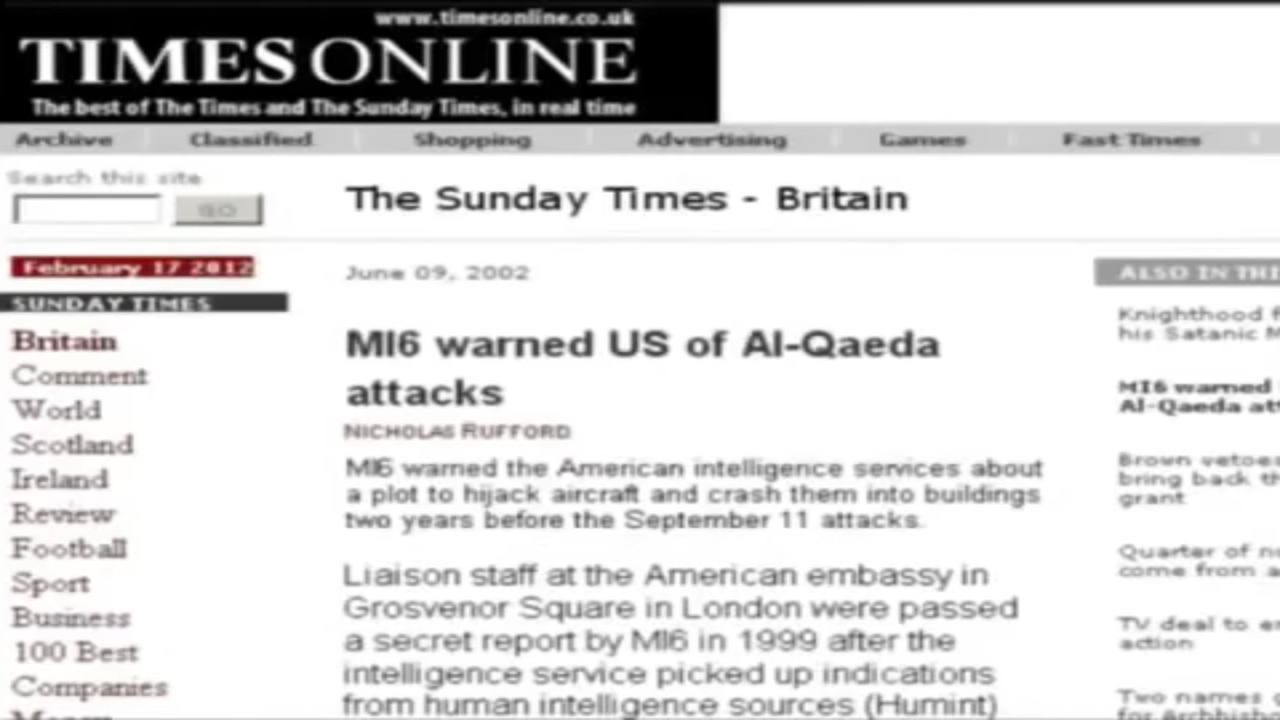 www.timesonline.co.uk
TIMES ONLINE
The best of The Times and The Sunday Times, in real time
Archive Classified Shopping Advertising Games Fast Times
Search this site
GO
The Sunday Times - Britain
February 17 2012
SUNDAY TIMES
Britain
Comment
World
Scotland
Ireland
Review
Football
Sport
Business
100 Best
Companies
June 09, 2002
MI6 warned US of Al-Qaeda
attacks
NICHOLAS RUFFORD
MI6 warned the American intelligence services about
a plot to hijack aircraft and crash them into buildings
two years before the September 11 attacks.
Liaison staff at the American embassy in
Grosvenor Square in London were passed
a secret report by MI6 in 1999 after the
intelligence service picked up indications
from human intelligence sources (Humint)
ALSO IN
Knighthood
his Satanic
MI6 warned
Al-Qaeda
Brown vetoes
bring back
grant
Quarter of
come from
TV deal to
action
Two names
for